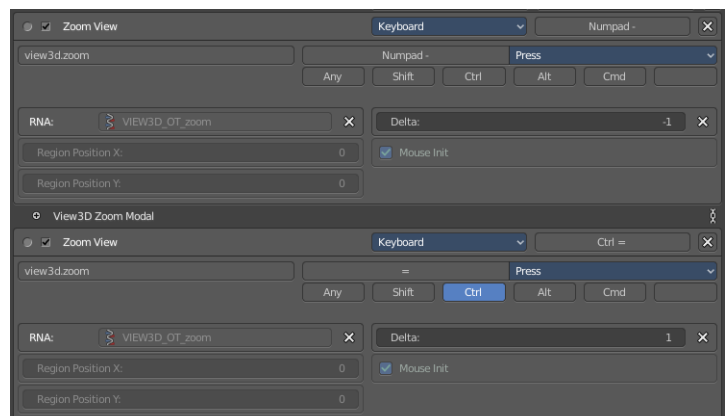 Zoom View Keyboard Numpad -
view3d.zoom Numpad - Press
Any Shift Ctrl Alt Cmd
RNA: VIEW3D_OT_zoom Delta: -1
Region Position X: 0 Mouse Init
Region Position Y: 0
View3D Zoom Modal
Zoom View Keyboard Ctrl =
view3d.zoom = Press
Any Shift Ctrl Alt Cmd
RNA: VIEW3D_OT_zoom Delta: 1
Region Position X: 0 Mouse Init
Region Position Y: 0